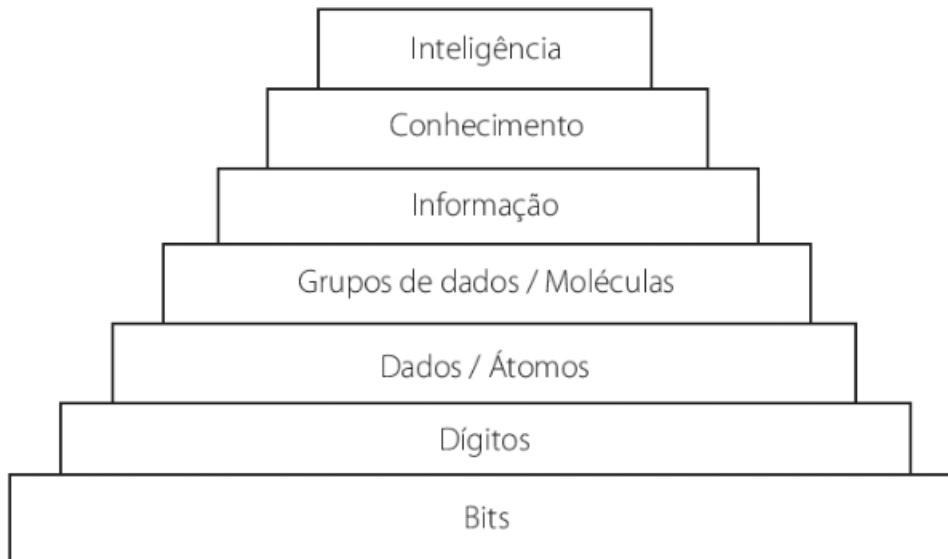 Inteligência
Conhecimento
Informação
Grupos de dados / Moléculas
Dados / Átomos
Dígitos
Bits